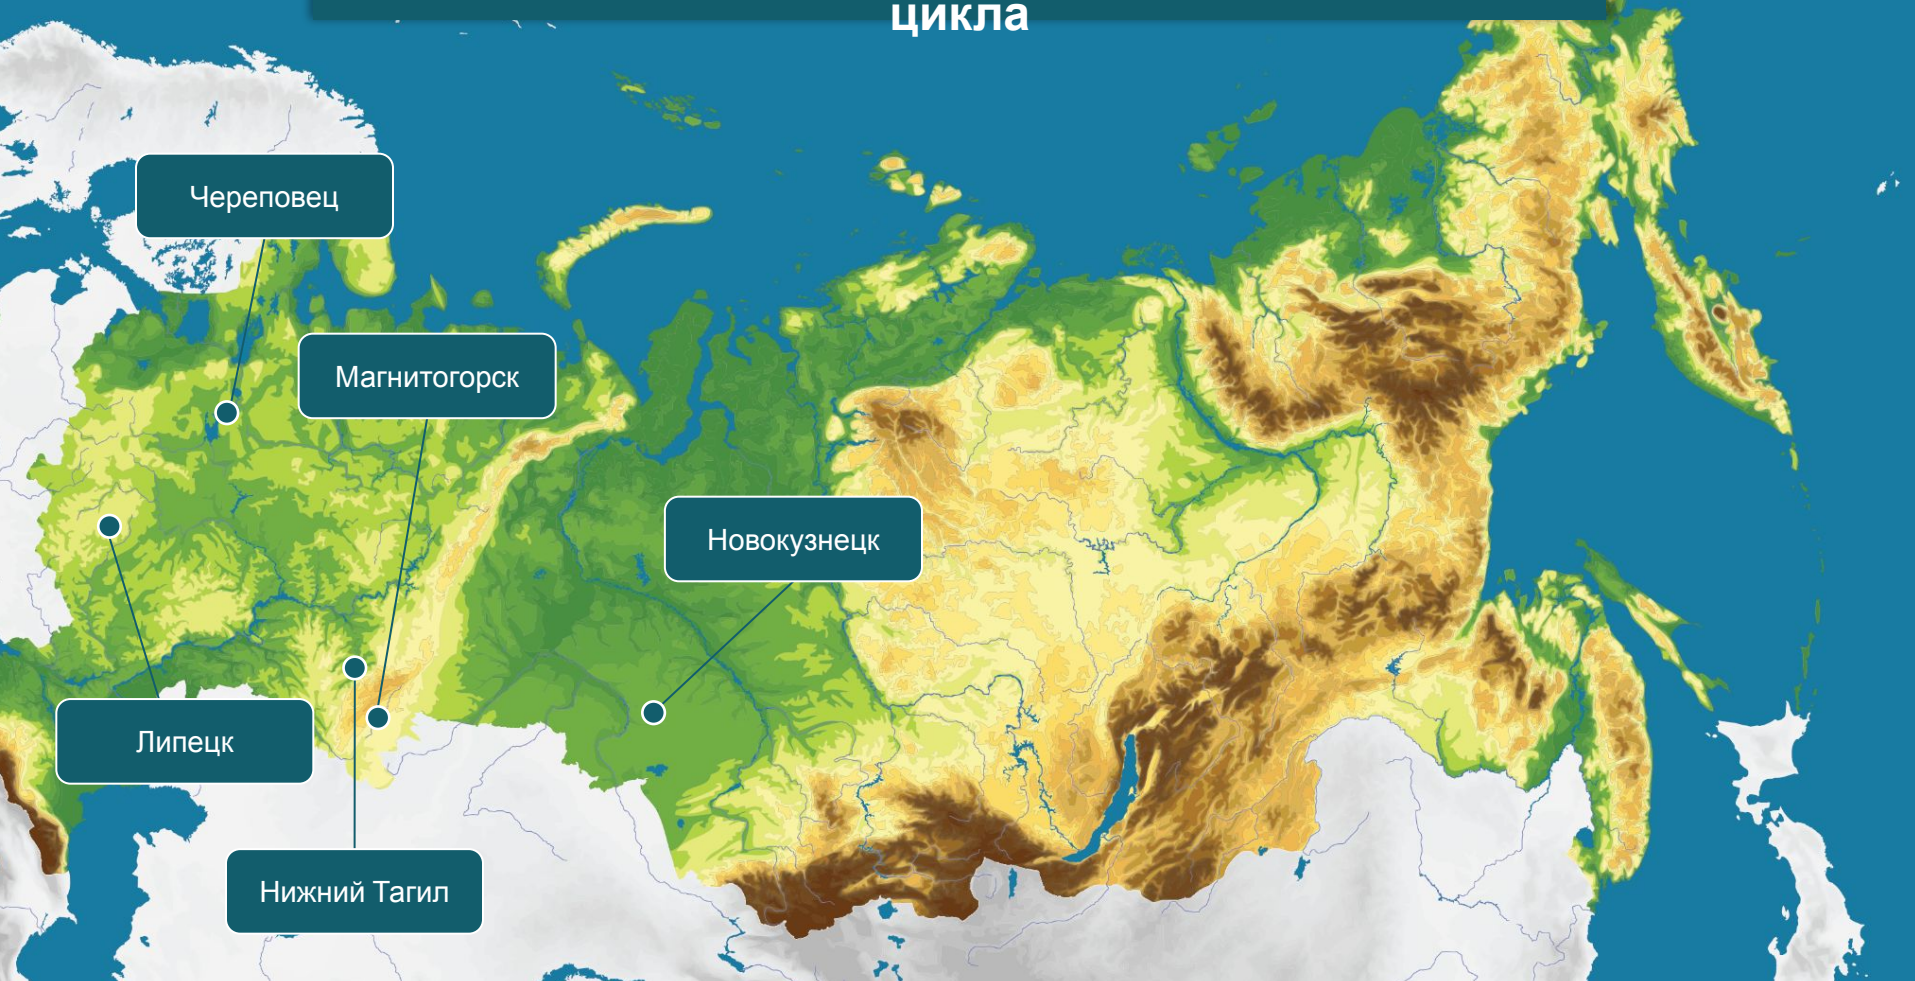 цикла
Череповец
Магнитогорск
Новокузнецк
Липецк
Нижний Тагил